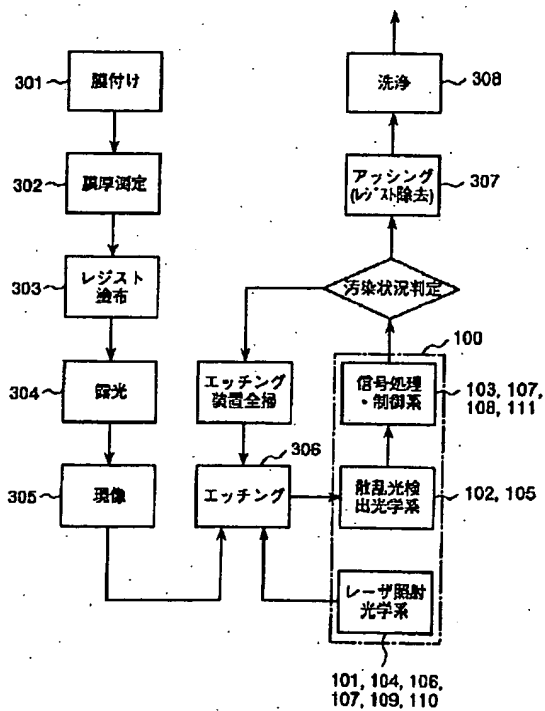 301
膜付け
302
膜厚測定
303
レジスト
塗布
304
露光
305
現像
洗浄
308
アッシング
(レジスト除去)
307
汚染状況判定
100
エッチング
装置全掃
306
エッチング
信号処理
・制御系
103, 107,
108, 111
散乱光検
出光学系
102, 105
レーザ照射
光学系
101, 104, 106,
107, 109, 110